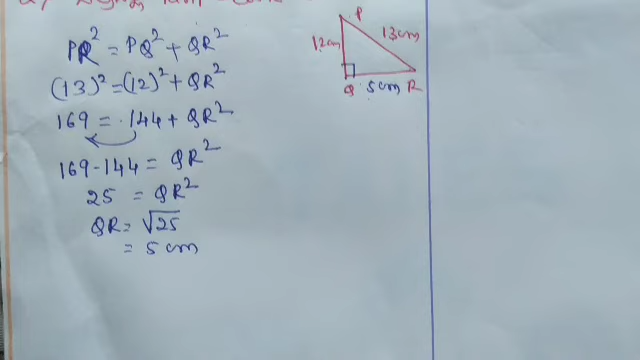 PR² = PQ² + QR²
(13)² = (12)² + QR²
169 = 144 + QR²
169 - 144 = QR²
25 = QR²
QR = √25
= 5 cm
P
12cm
13cm
Q
5cm
R